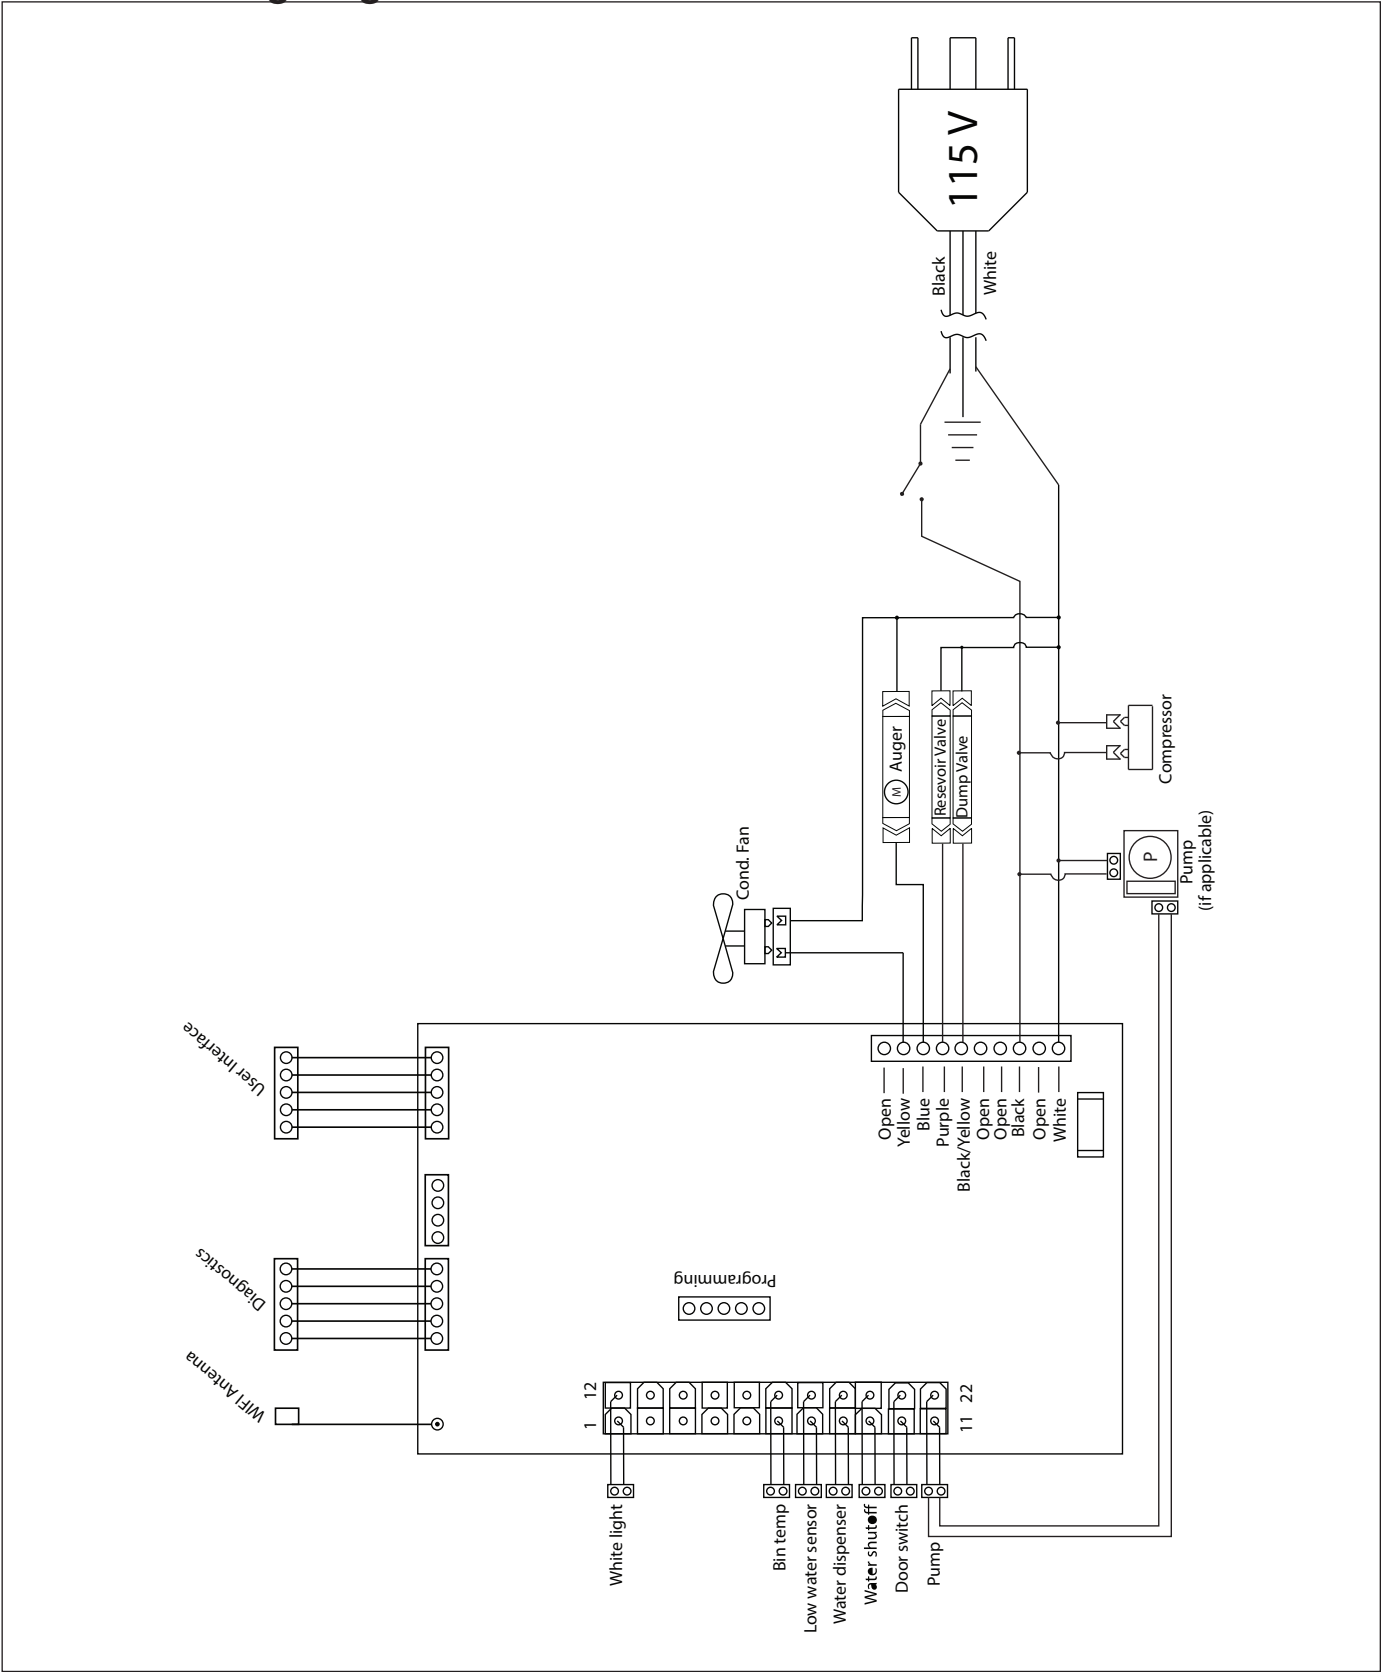 115 V
Black
White
Auger
M
Resevoir Valve
Dump Valve
Compressor
Cond. Fan
P
Pump
(if applicable)
User Interface
Diagnostics
WIFI Antenna
Open
Yellow
Blue
Purple
Black/Yellow
Open
Open
Black
Open
White
Programming
12
1
22
11
White light
Bin temp
Low water sensor
Water dispenser
Water shutoff
Door switch
Pump